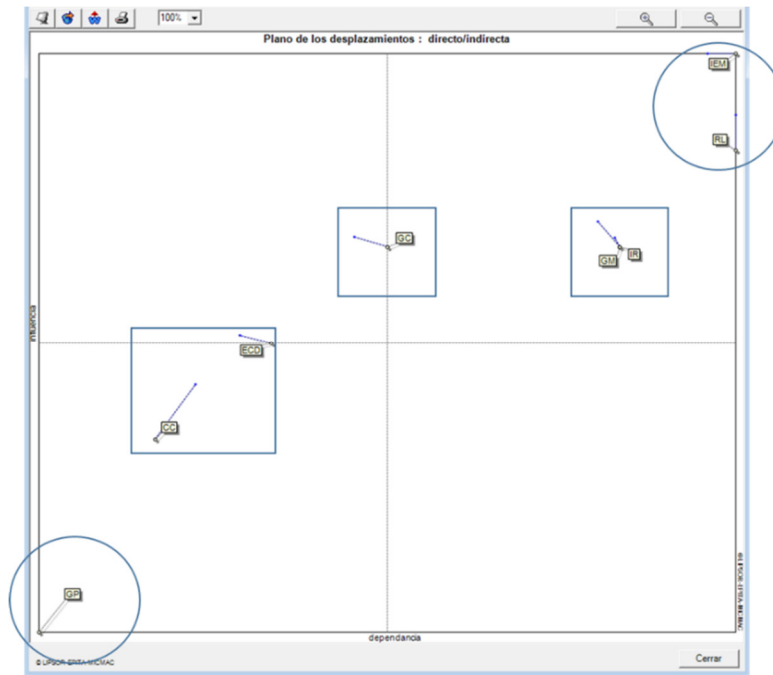 100%
Plano de los desplazamientos : directo/indirecta
IEM
RL
GC
IR
GM
influencia
ECD
CC
GP
© LIPSOR-EPITA-MICMAC
dependancia
© LIPSOR-EPITA-MICMAC
Cerrar